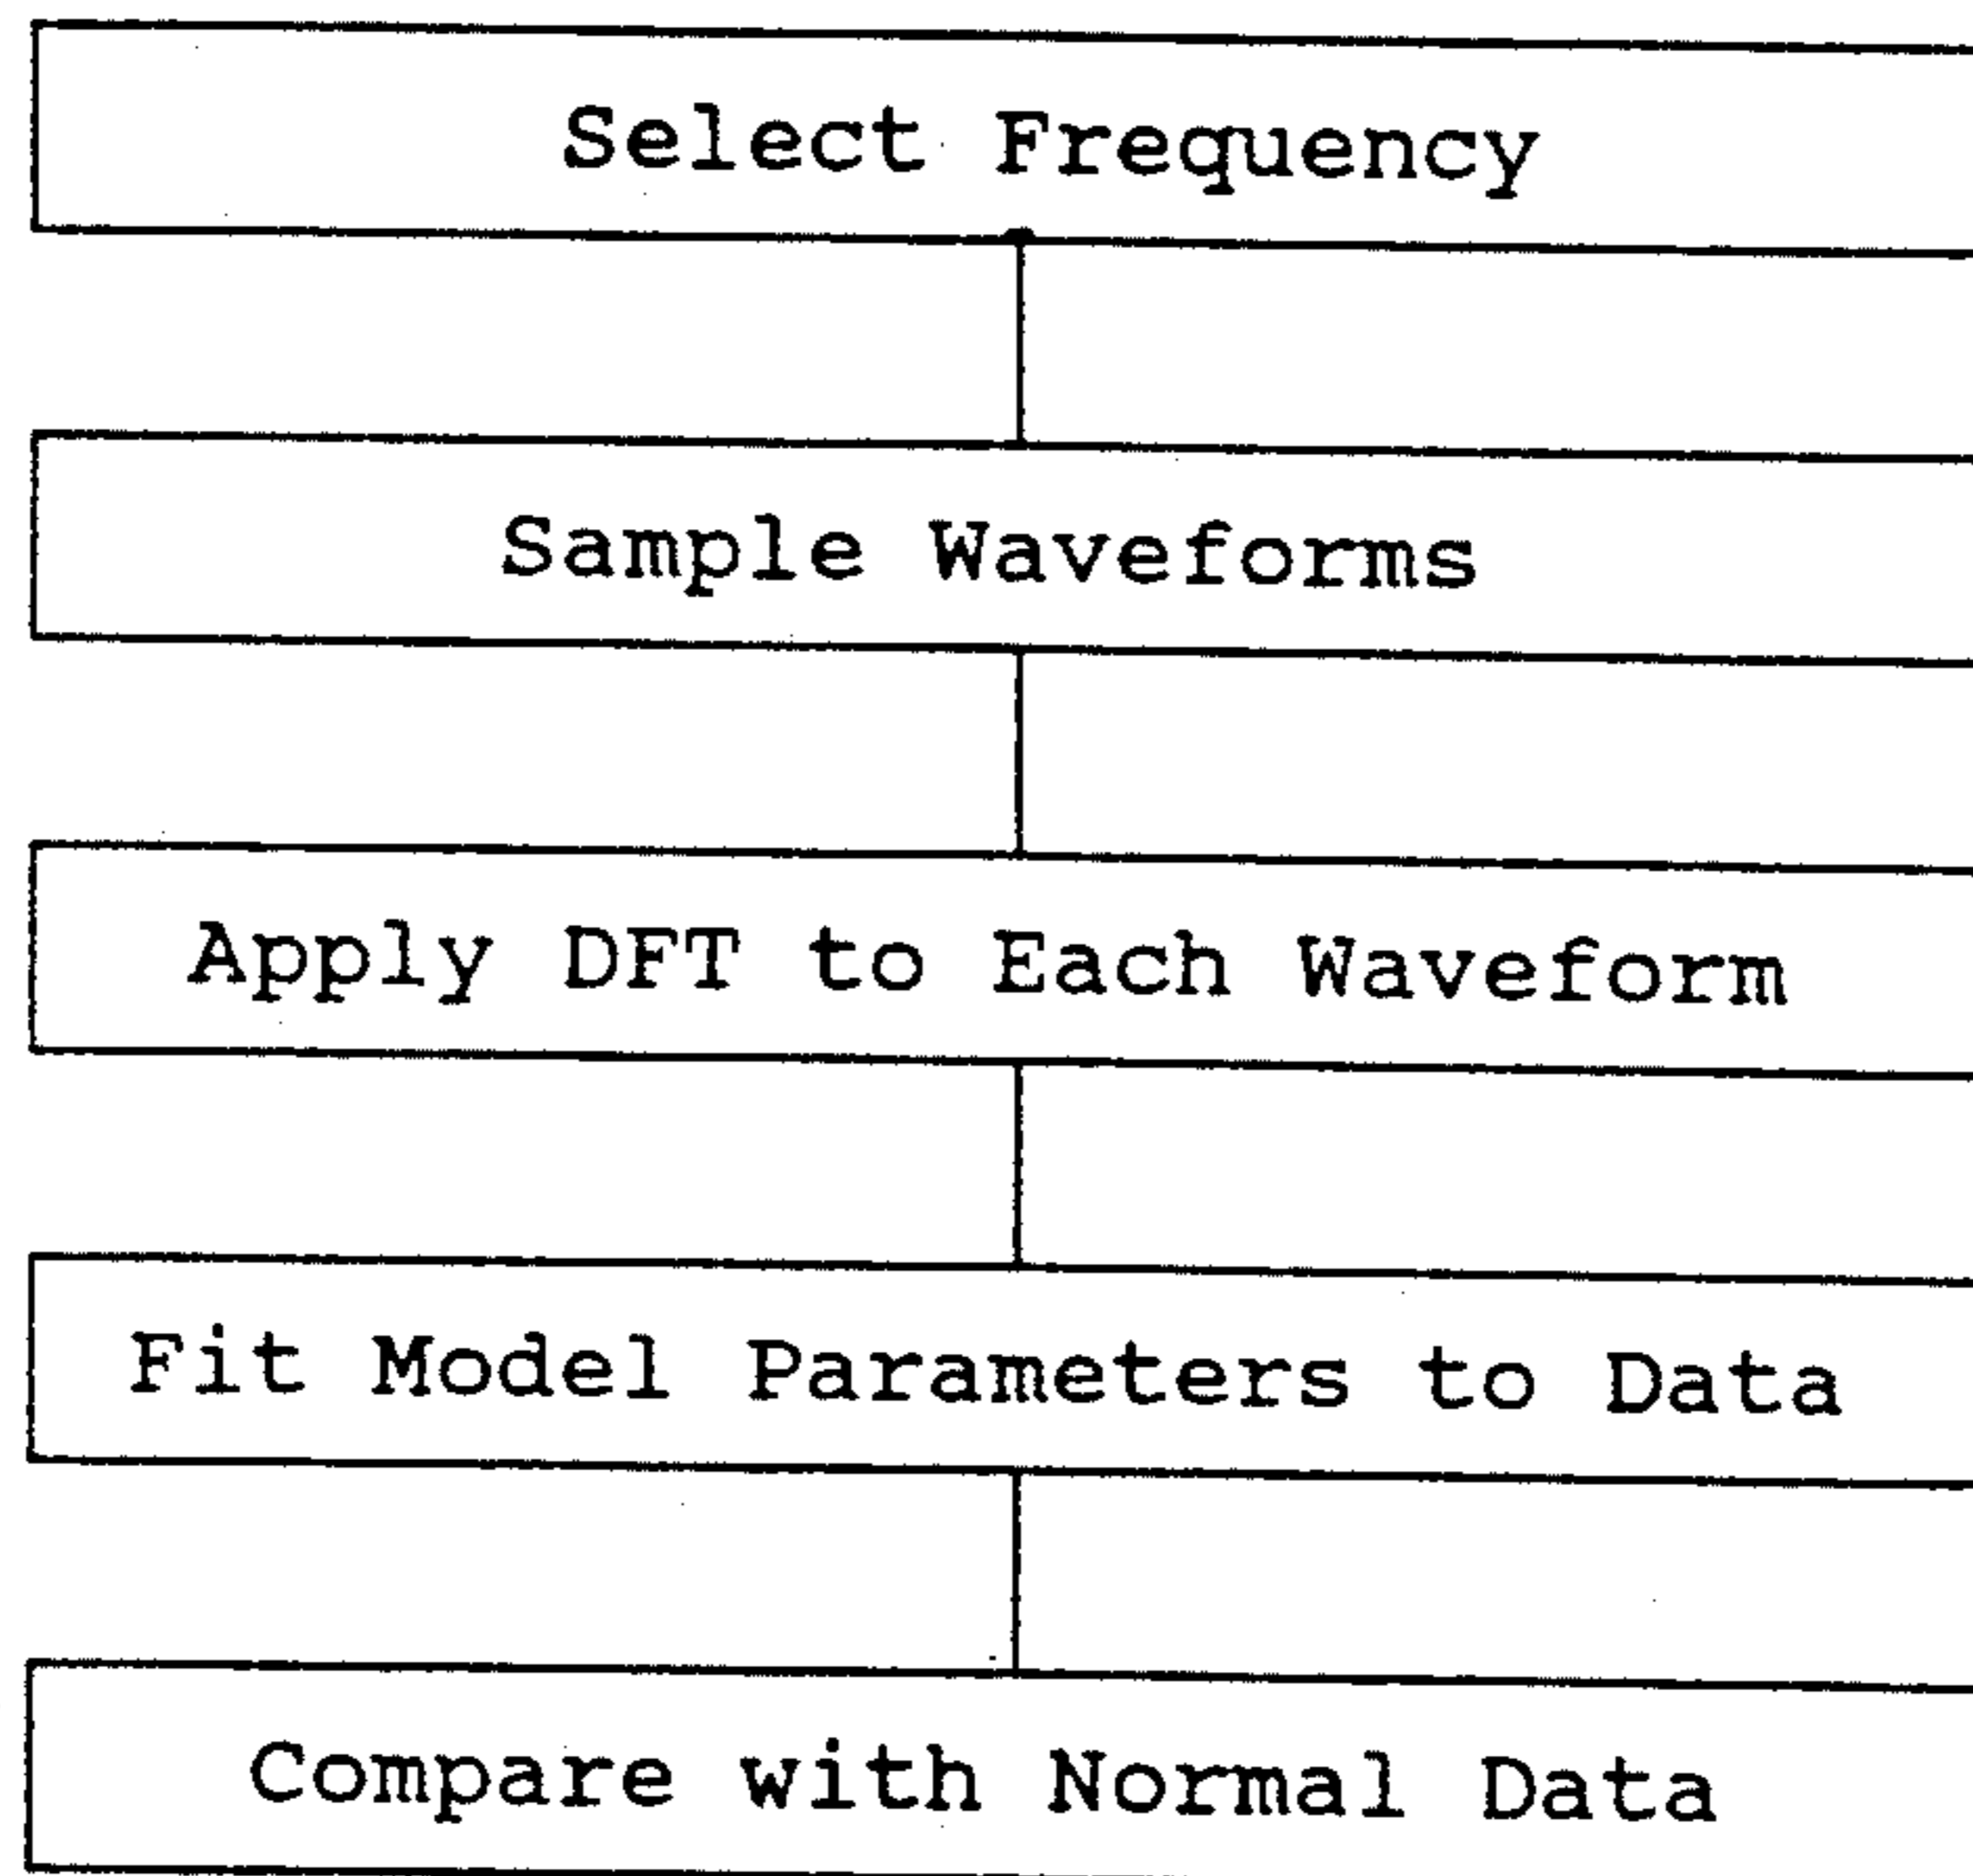 Select Frequency
Sample Waveforms
Apply DFT to Each Waveform
Fit Model Parameters to Data
Compare with Normal Data